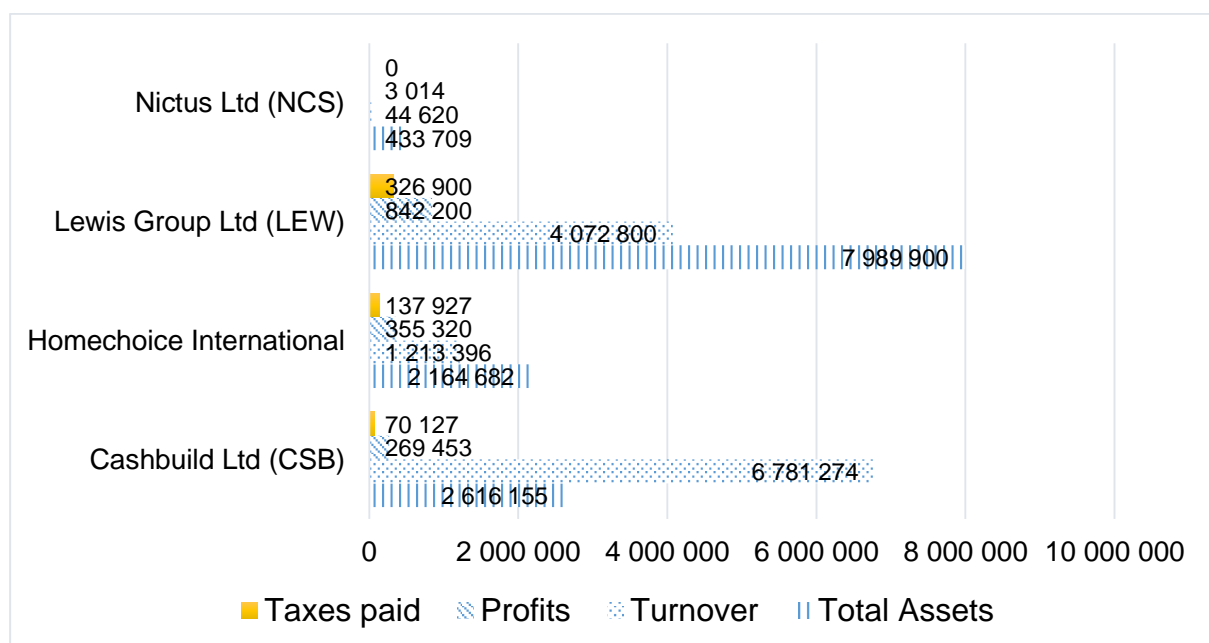 0
3 014
Nictus Ltd (NCS)
44 620
433 709
326 900
842 200
Lewis Group Ltd (LEW)
4 072 800
7 989 900
137 927
355 320
Homechoice International
1 213 396
2 164 682
70 127
269 453
Cashbuild Ltd (CSB)
6 781 274
2 616 155
0 2 000 000 4 000 000 6 000 000 8 000 000 10 000 000
Taxes paid Profits Turnover Total Assets